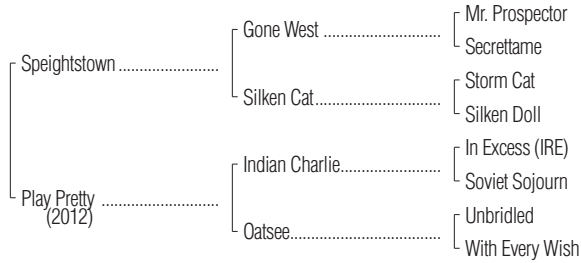 Mr. Prospector
Gone West
Secrettame
Speightstown
Storm Cat
Silken Cat
Silken Doll
In Excess (IRE)
Indian Charlie
Soviet Sojourn
Play Pretty
(2012)
Unbridled
Oatsee
With Every Wish